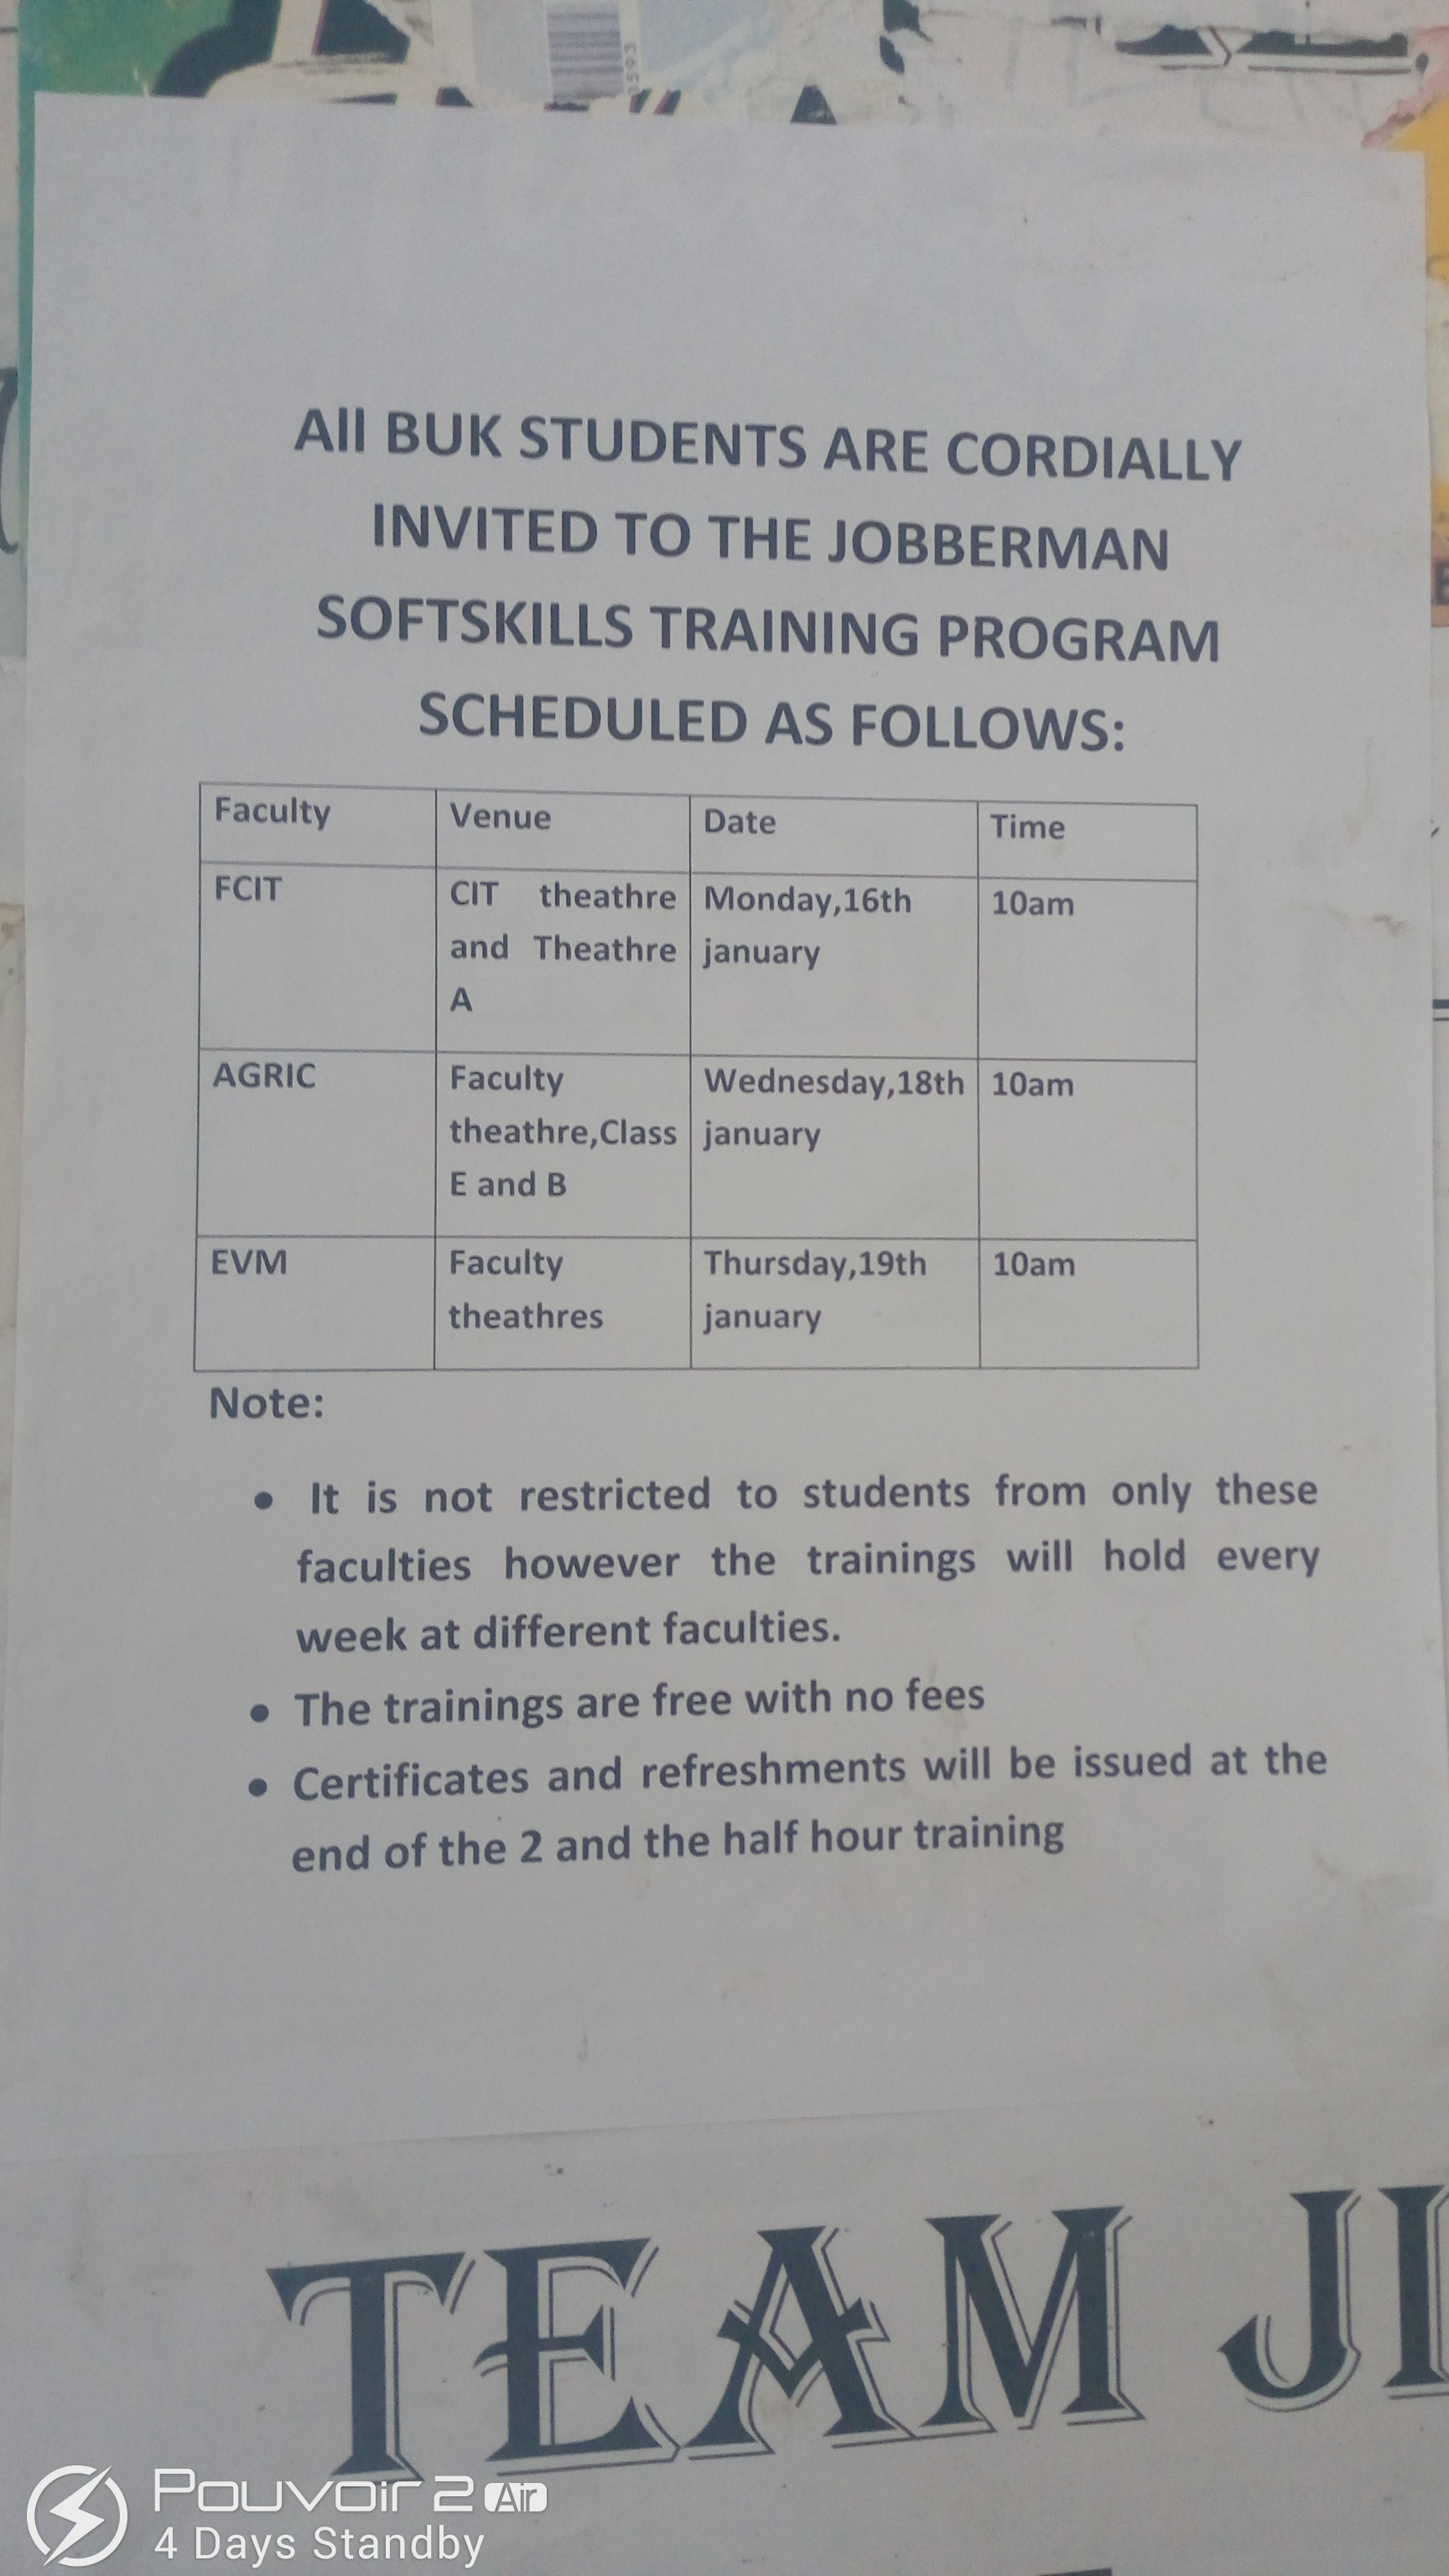 3593
All BUK STUDENTS ARE CORDIALLY
INVITED TO THE JOBBERMAN
SOFTSKILLS TRAINING PROGRAM
SCHEDULED AS FOLLOWS:
Faculty Venue Date Time
FCIT CIT theathre Monday,16th 10am
and Theathre january
A
AGRIC Faculty Wednesday,18th 10am
theathre,Class january
E and B
EVM Faculty Thursday,19th 10am
theathres january
Note:
• It is not restricted to students from only these
faculties however the trainings will hold every
week at different faculties.
• The trainings are free with no fees
• Certificates and refreshments will be issued at the
end of the 2 and the half hour training
TEAM
Pouvoir 2 Air
4 Days Standby